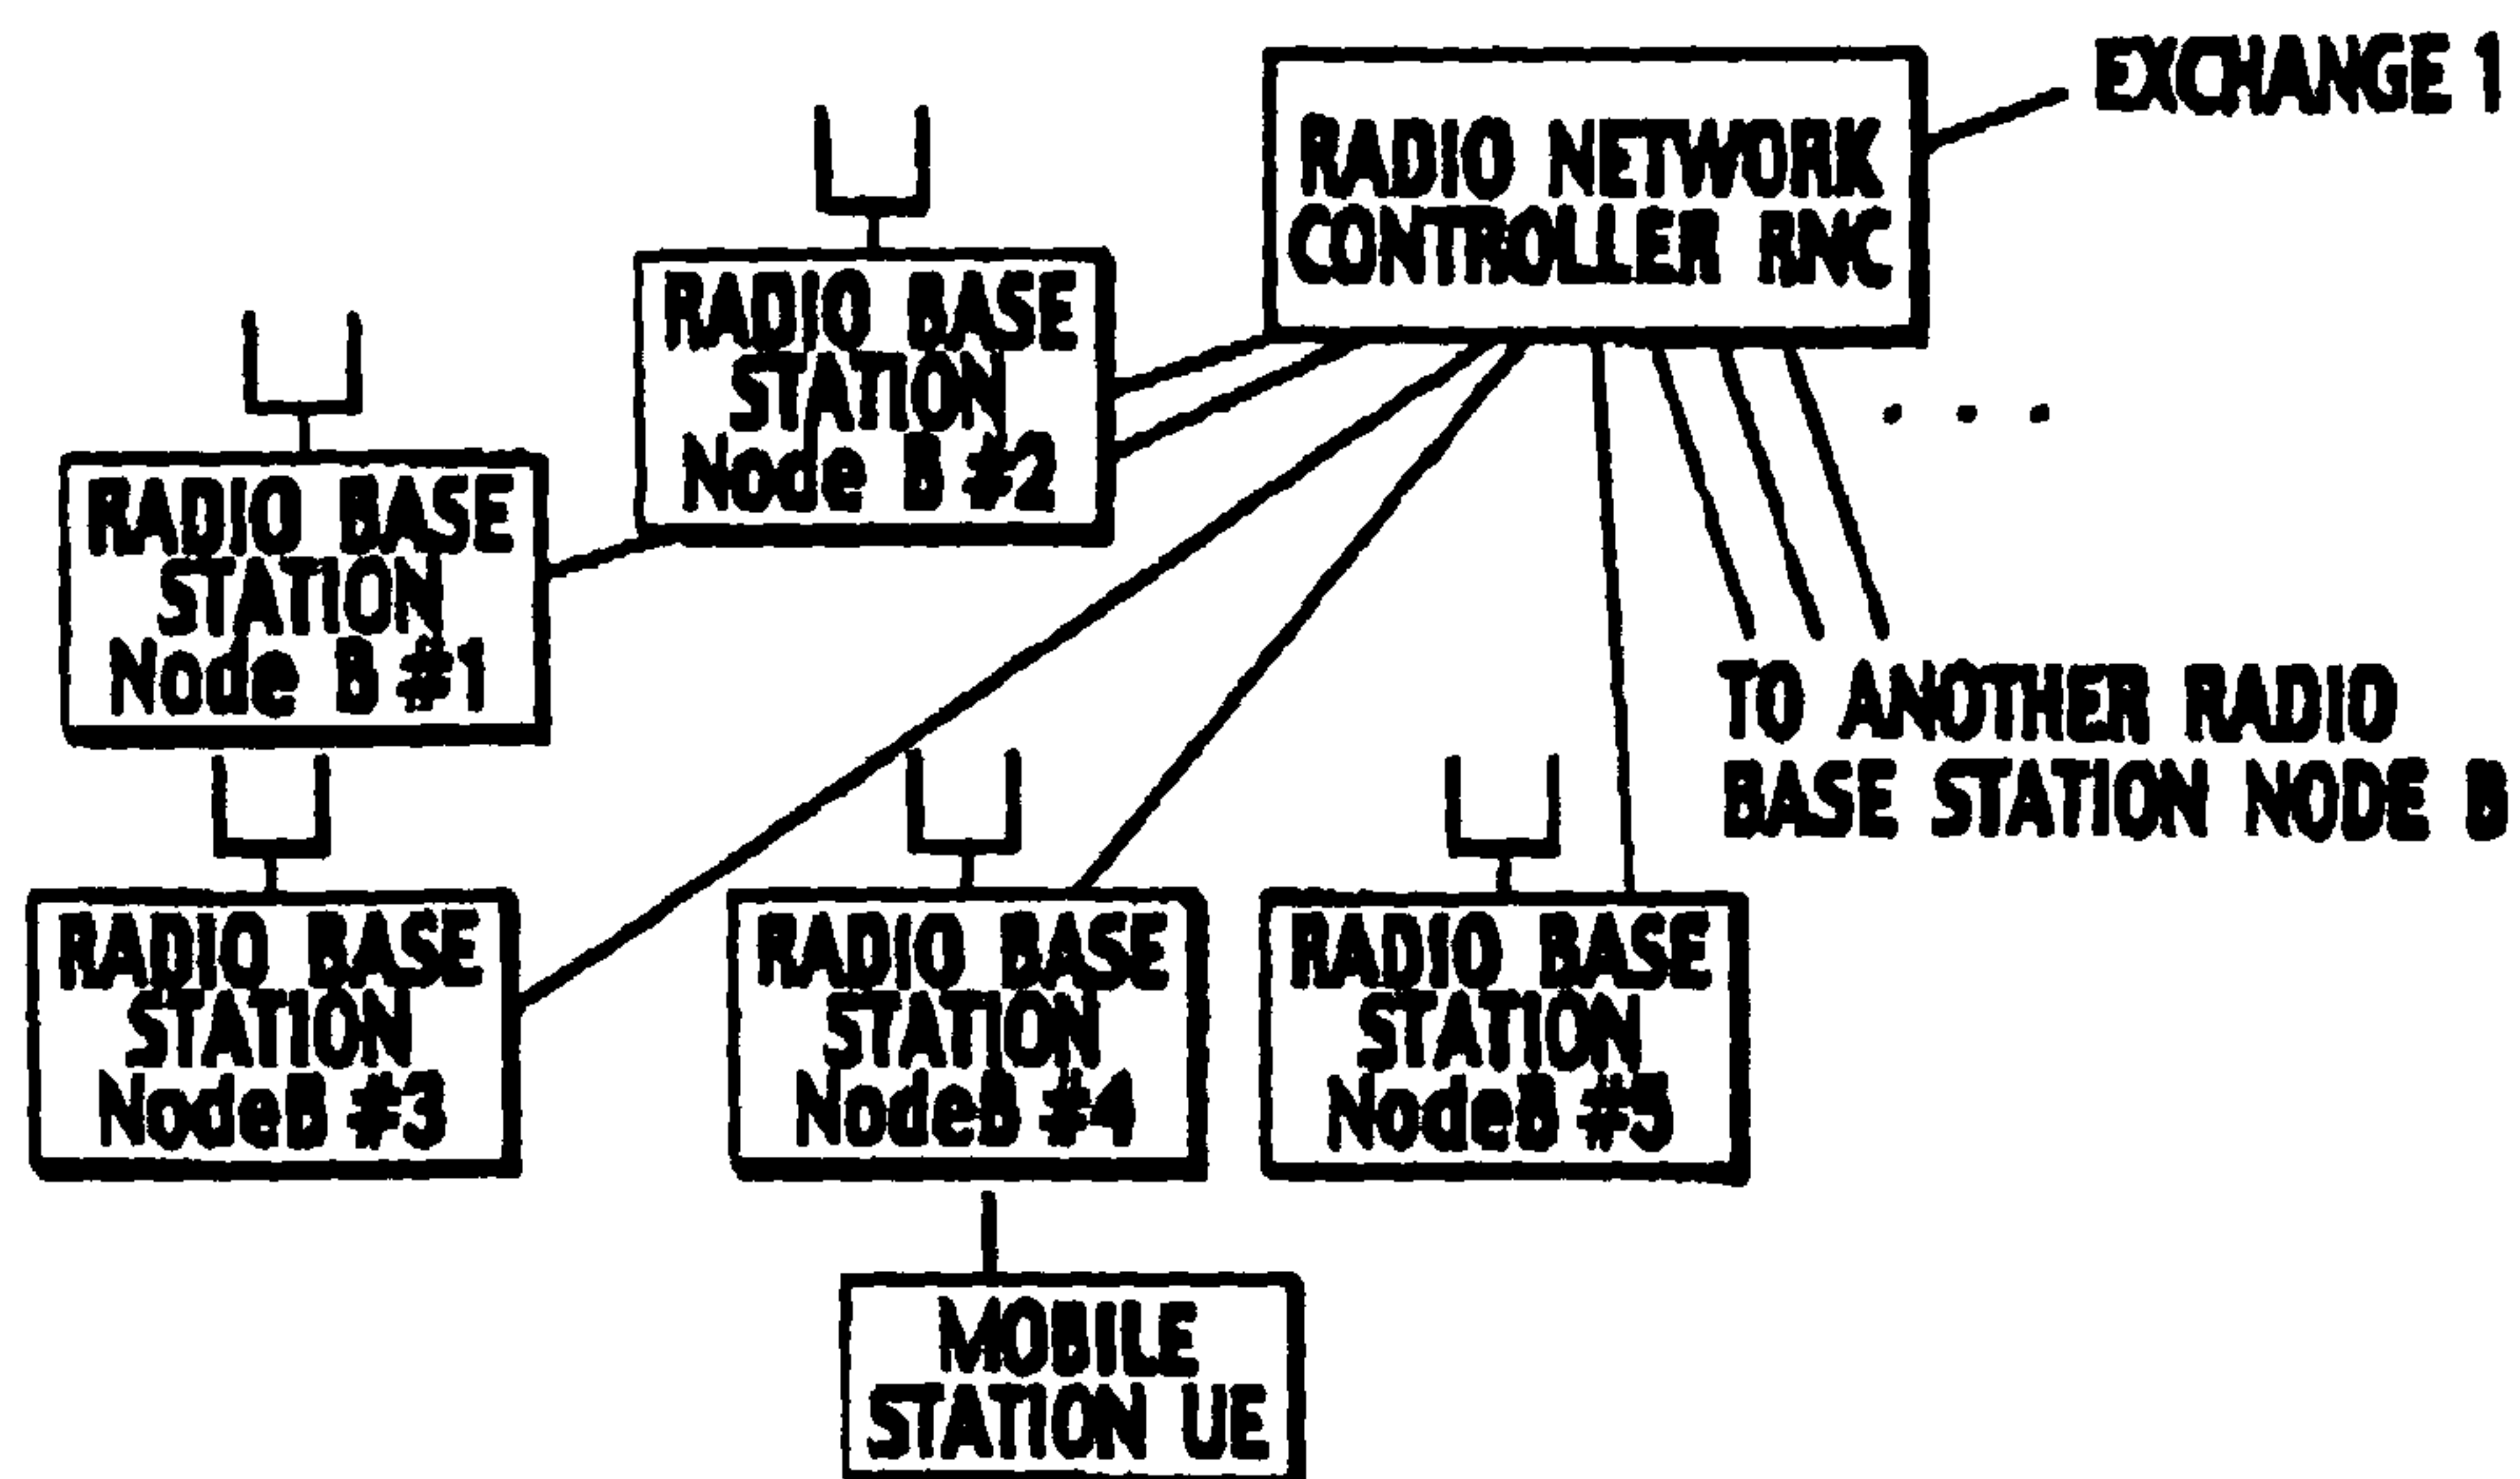 EXCHANGE 1
RADIO NETWORK
CONTROLLER RNC
RADIO BASE
STATION
Node B #2
RADIO BASE
STATION
Node B #1
TO ANOTHER RADIO
BASE STATION NODE B
RADIO BASE
STATION
NodeB #3
RADIO BASE
STATION
NodeB #4
RADIO BASE
STATION
NodeB #5
MOBILE
STATION UE